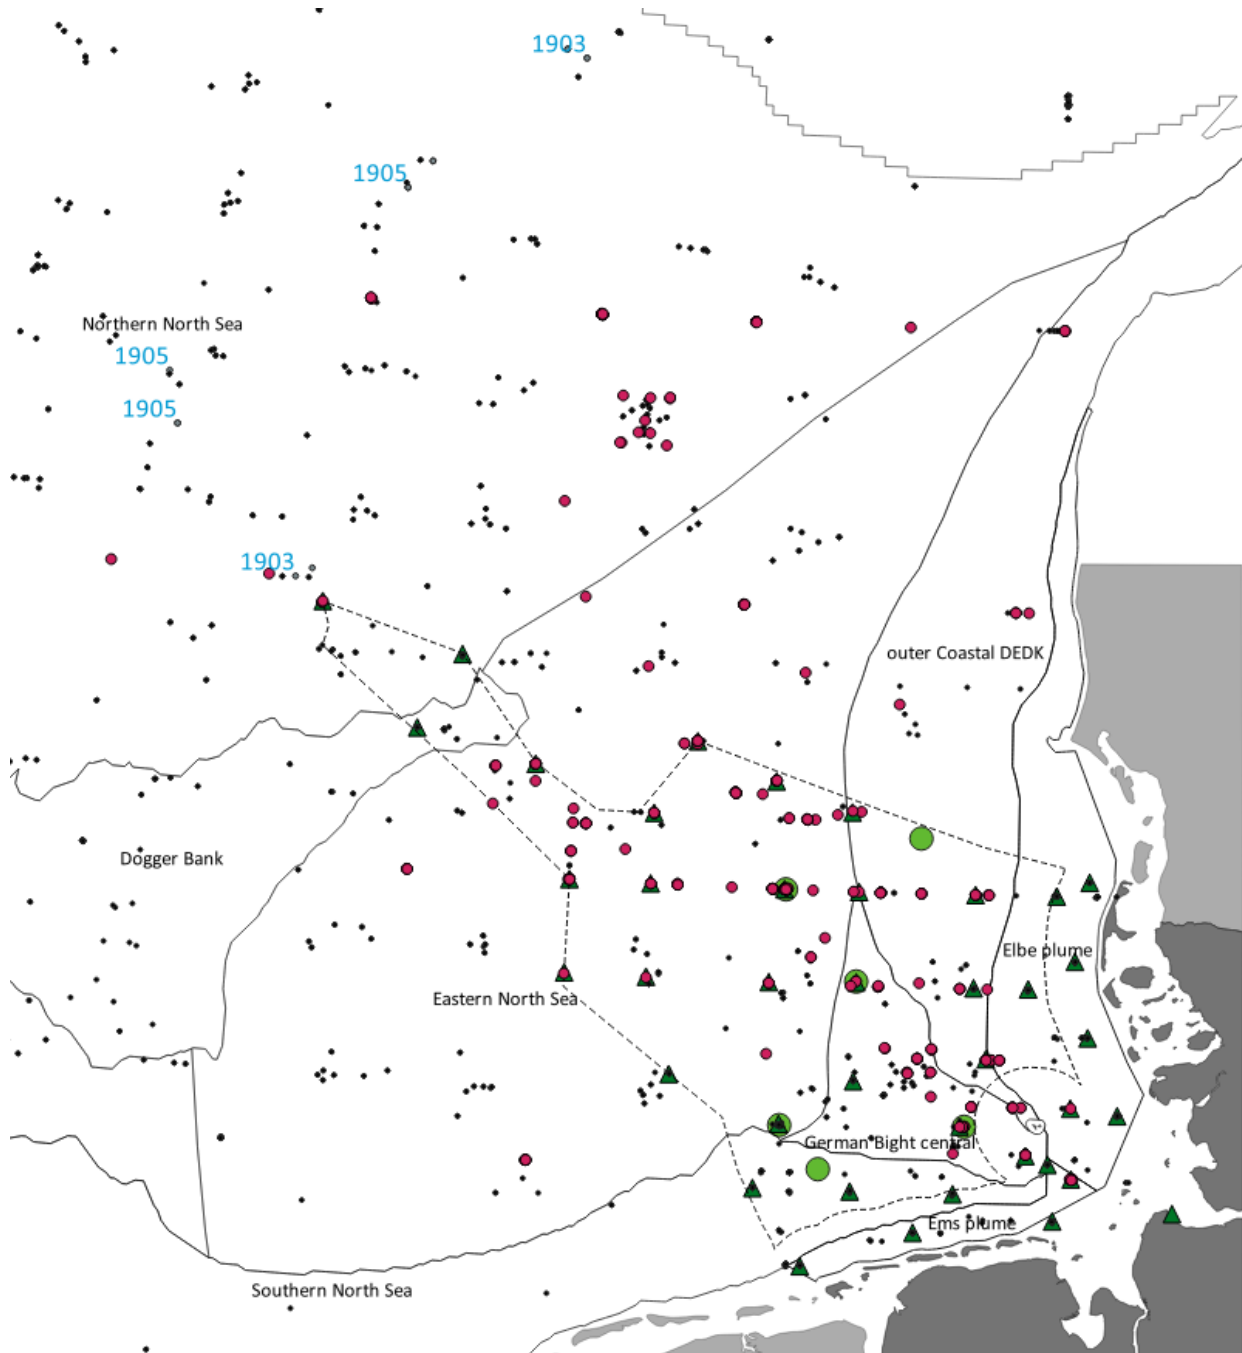 1903
1905
Northern North Sea
1905
1905
1903
outer Coastal DEDK
Dogger Bank
Elbe plume
Eastern North Sea
German Bight central
Ems plume
Southern North Sea